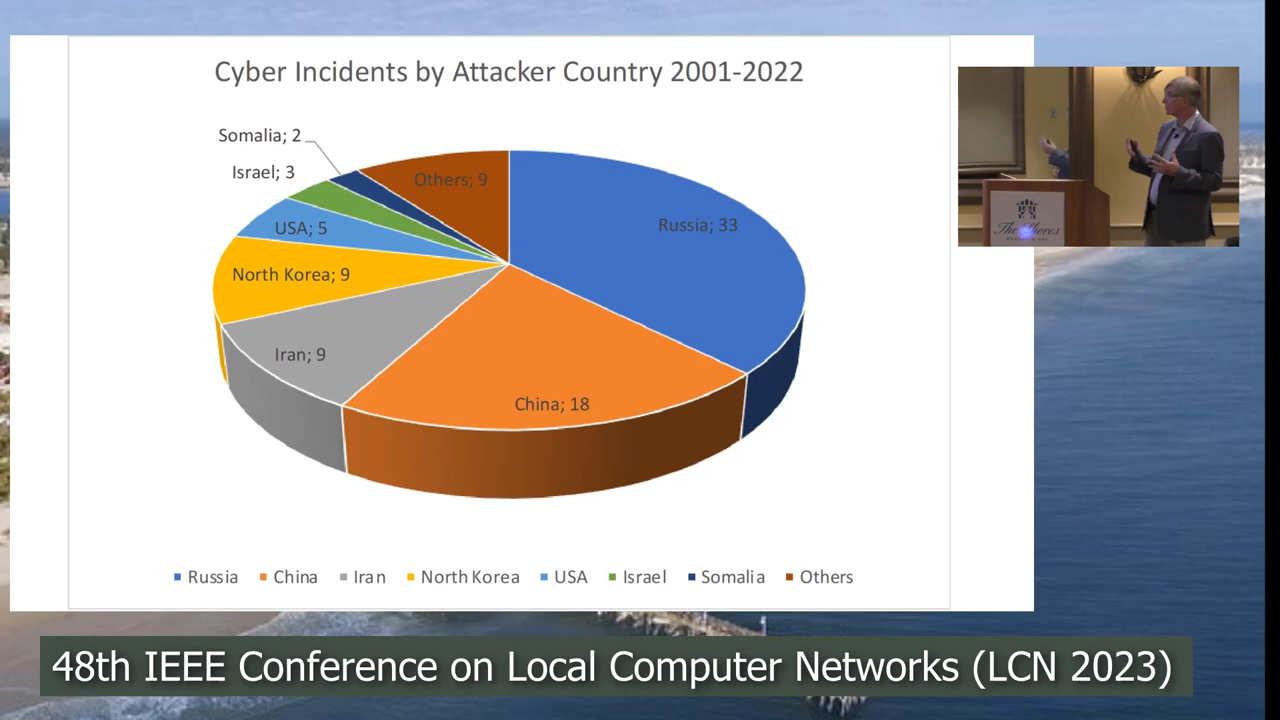 Cyber Incidents by Attacker Country 2001-2022
Somalia; 2
Israel; 3
Others; 9
Russia; 33
USA; 5
North Korea; 9
Iran; 9
China; 18
Russia China Iran North Korea USA Israel Somalia Others
48th IEEE Conference on Local Computer Networks (LCN 2023)